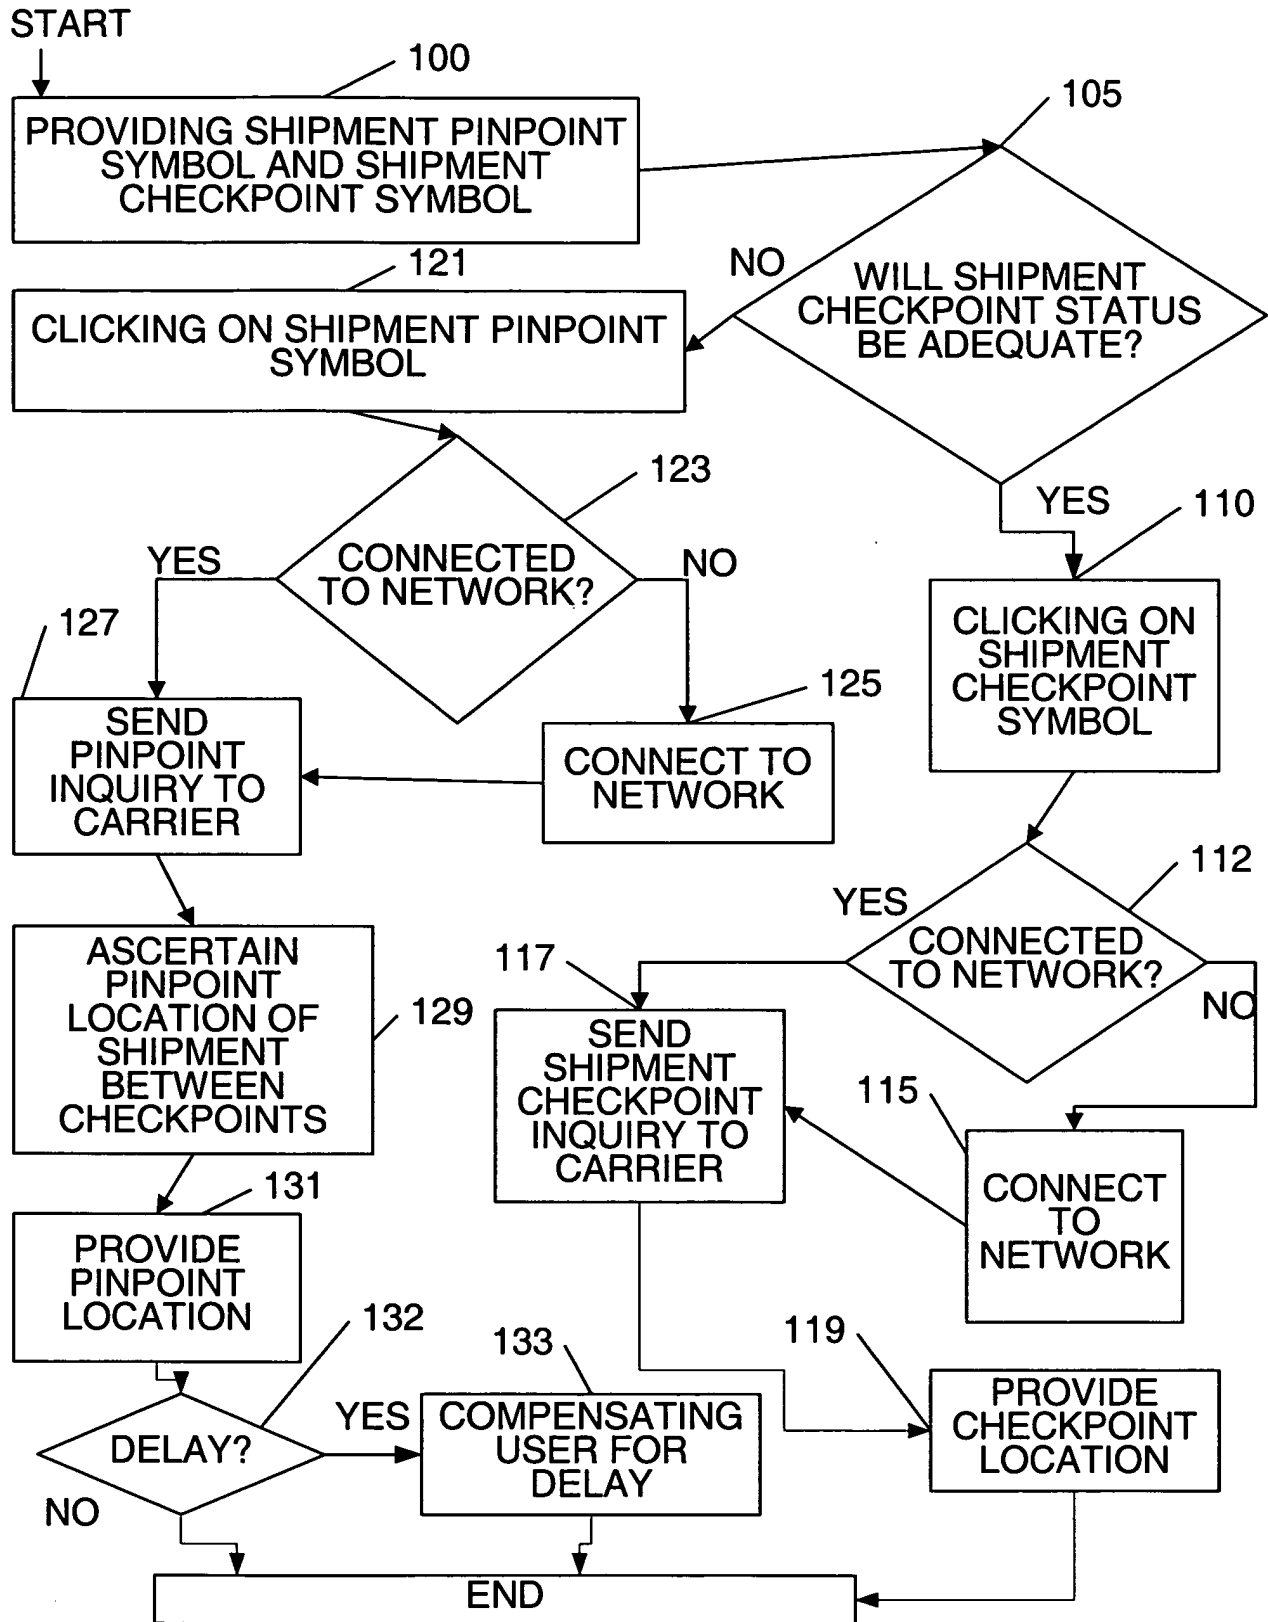 START
100
PROVIDING SHIPMENT PINPOINT
SYMBOL AND SHIPMENT
CHECKPOINT SYMBOL
105
WILL SHIPMENT
CHECKPOINT STATUS
BE ADEQUATE?
NO
121
CLICKING ON SHIPMENT PINPOINT
SYMBOL
123
CONNECTED
TO NETWORK?
YES
NO
YES
110
CLICKING ON
SHIPMENT
CHECKPOINT
SYMBOL
127
SEND
PINPOINT
INQUIRY TO
CARRIER
125
CONNECT TO
NETWORK
112
YES
CONNECTED
TO NETWORK?
NO
117
SEND
SHIPMENT
CHECKPOINT
INQUIRY TO
CARRIER
115
CONNECT
TO
NETWORK
ASCERTAIN
PINPOINT
LOCATION OF
SHIPMENT
BETWEEN
CHECKPOINTS
129
131
PROVIDE
PINPOINT
LOCATION
132
DELAY?
YES
NO
133
COMPENSATING
USER FOR
DELAY
119
PROVIDE
CHECKPOINT
LOCATION
END